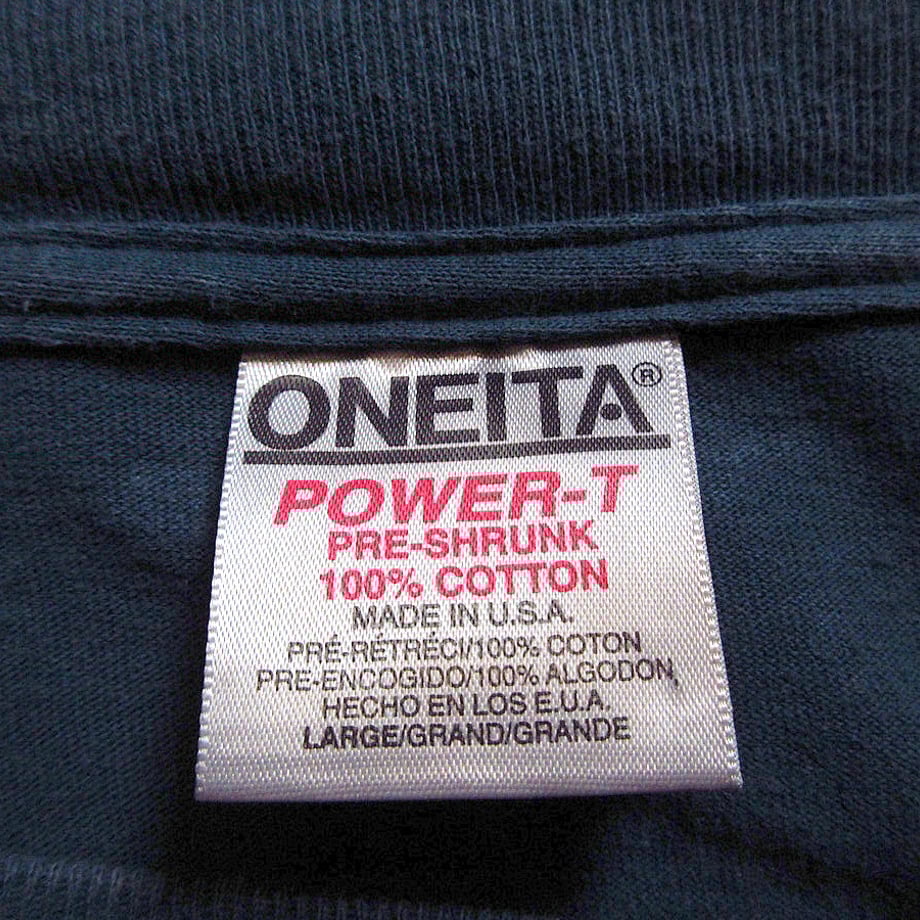 ONEITA®
POWER-T
PRE-SHRUNK
100% COTTON
MADE IN U.S.A.
PRÉ-RÉTRÉCI/100% COTON
PRE-ENCOGIDO/100% ALGODON
HECHO EN LOS E.U.A.
LARGE/GRAND/GRANDE